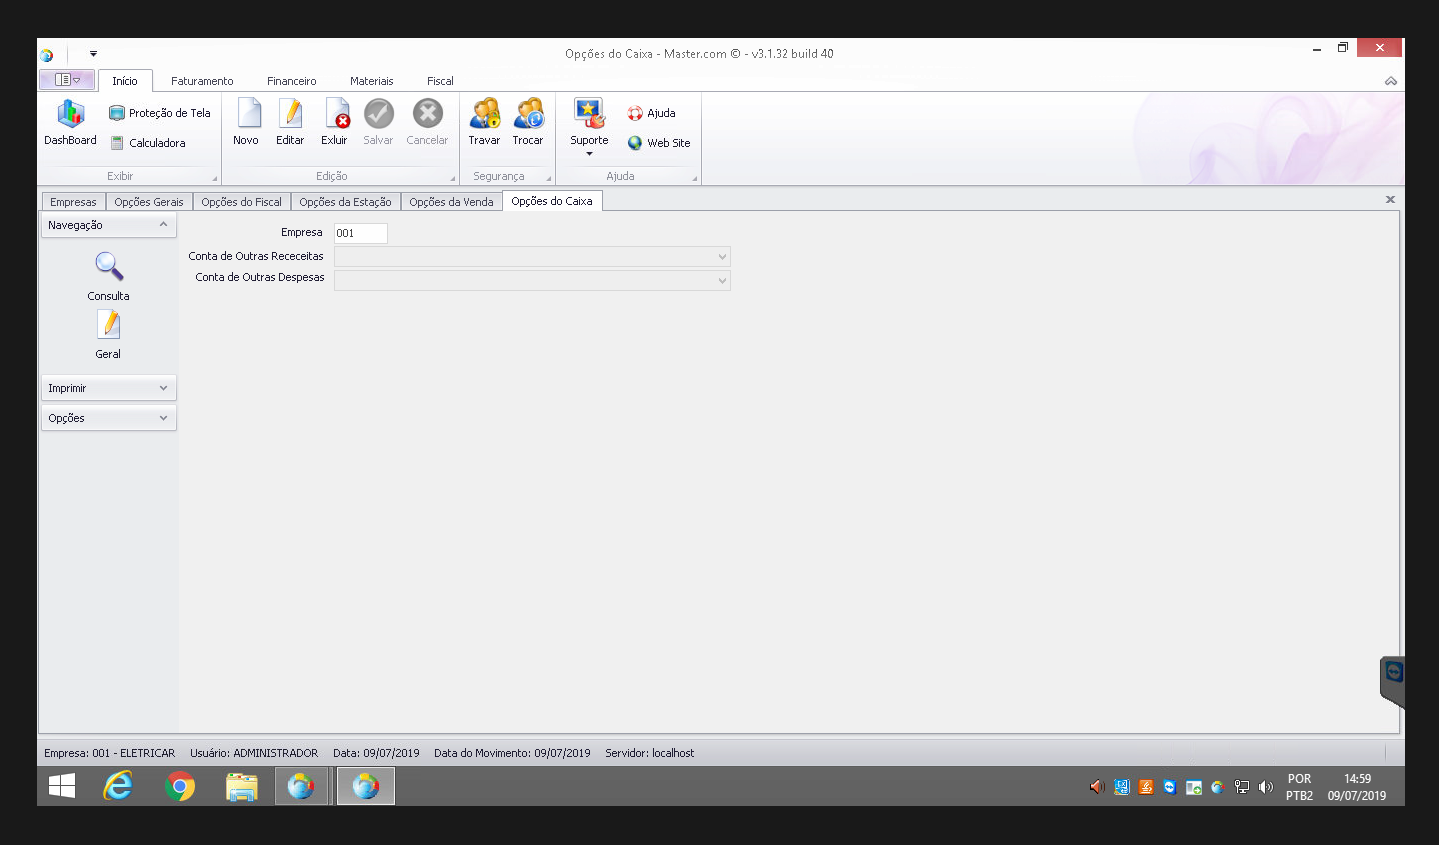 Opções do Caixa - Master.com © - v3.1.32 build 40
Início Faturamento Financeiro Materiais Fiscal
DashBoard Proteção de Tela Calculadora Novo Editar Exluir Salvar Cancelar Travar Trocar Suporte Ajuda Web Site
Exibir Edição Segurança Ajuda
Empresas Opções Gerais Opções do Fiscal Opções da Estação Opções da Venda Opções do Caixa
Navegação
Consulta
Geral
Imprimir
Opções
Empresa 001
Conta de Outras Receceitas
Conta de Outras Despesas
Empresa: 001 - ELETRICAR Usuário: ADMINISTRADOR Data: 09/07/2019 Data do Movimento: 09/07/2019 Servidor: localhost
POR 14:59
PTB2 09/07/2019